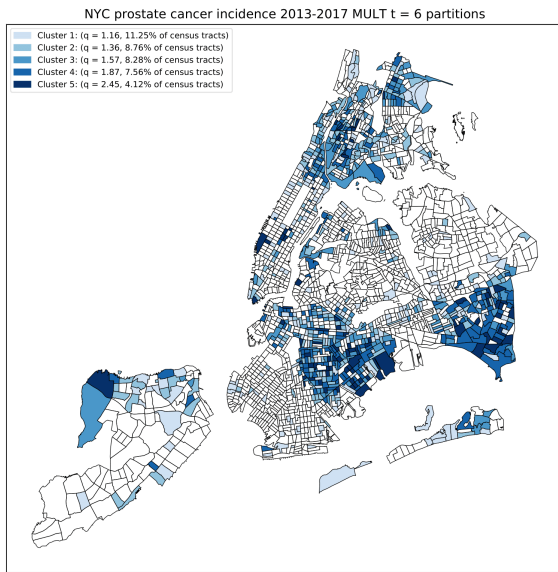 NYC prostate cancer incidence 2013-2017 MULT t = 6 partitions
Cluster 1: (q = 1.16, 11.25% of census tracts)
Cluster 2: (q = 1.36, 8.76% of census tracts)
Cluster 3: (q = 1.57, 8.28% of census tracts)
Cluster 4: (q = 1.87, 7.56% of census tracts)
Cluster 5: (q = 2.45, 4.12% of census tracts)